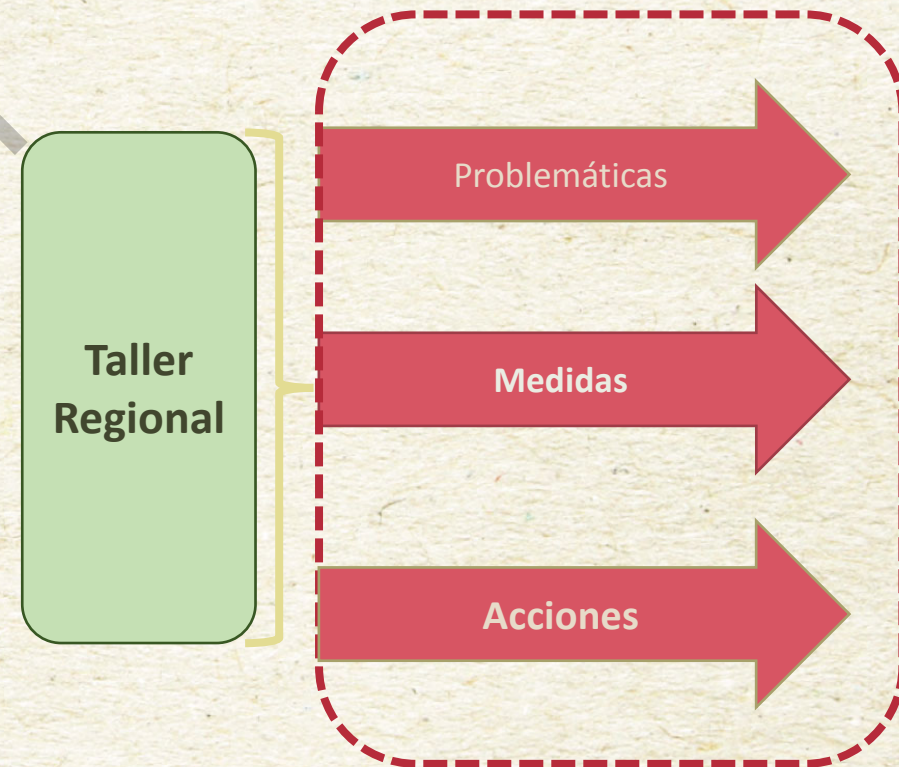 Taller
Regional
Problemáticas
Medidas
Acciones